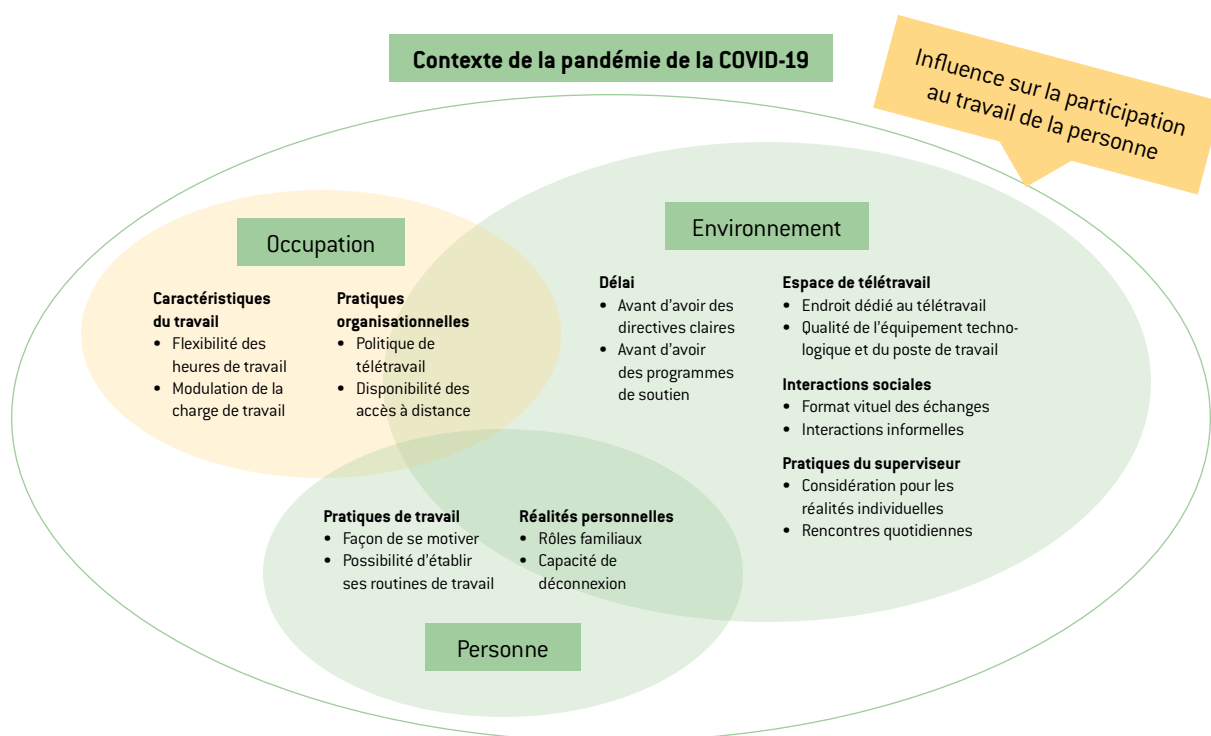 Contexte de la pandémie de la COVID-19
Influence sur la participation
au travail de la personne
Occupation
Caractéristiques
du travail
• Flexibilité des
heures de travail
• Modulation de la
charge de travail
Pratiques
organisationnelles
• Politique de
télétravail
• Disponibilité des
accès à distance
Environnement
Délai
• Avant d'avoir des
directives claires
• Avant d'avoir
des programmes
de soutien
Espace de télétravail
• Endroit dédié au télétravail
• Qualité de l'équipement techno-
logique et du poste de travail
Interactions sociales
• Format vituel des échanges
• Interactions informelles
Pratiques du superviseur
• Considération pour les
réalités individuelles
• Rencontres quotidiennes
Pratiques de travail
• Façon de se motiver
• Possibilité d'établir
ses routines de travail
Réalités personnelles
• Rôles familiaux
• Capacité de
déconnexion
Personne